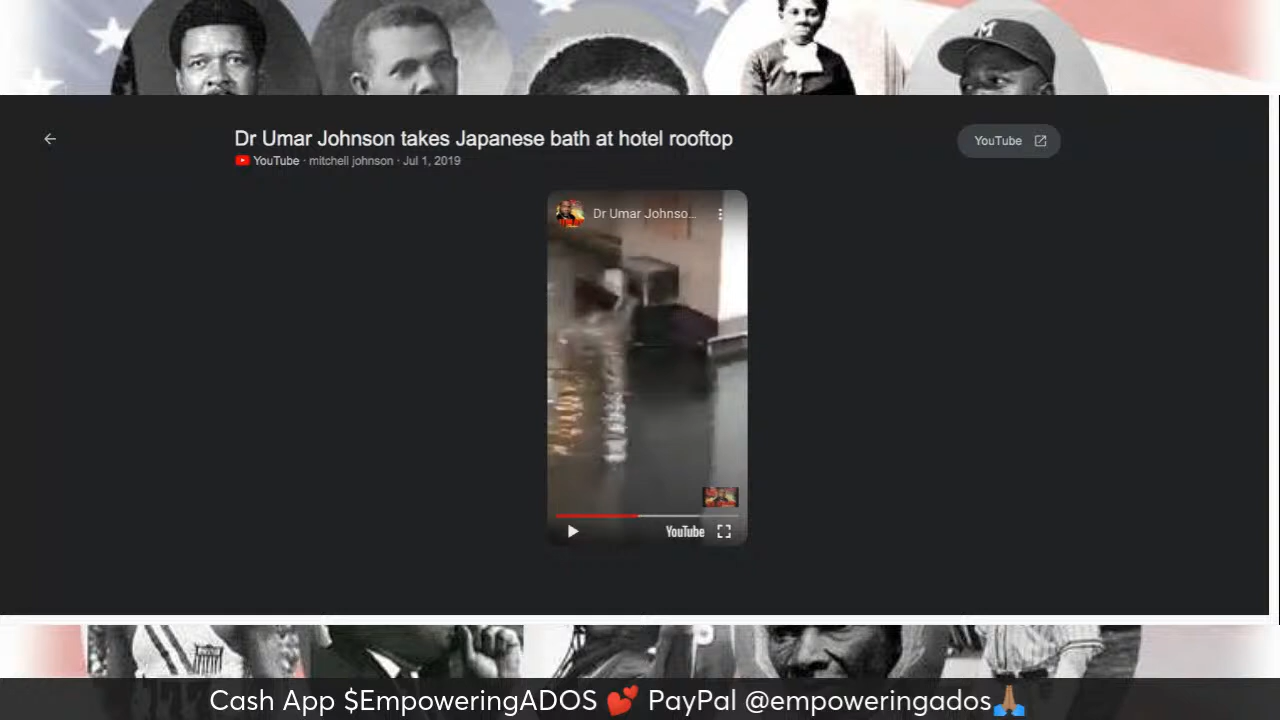 M
Dr Umar Johnson takes Japanese bath at hotel rooftop
YouTube · mitchell johnson · Jul 1, 2019
YouTube
Dr Umar Johnso...
YouTube
Cash App $EmpoweringADOS 💕 PayPal @empoweringados🙏🏽